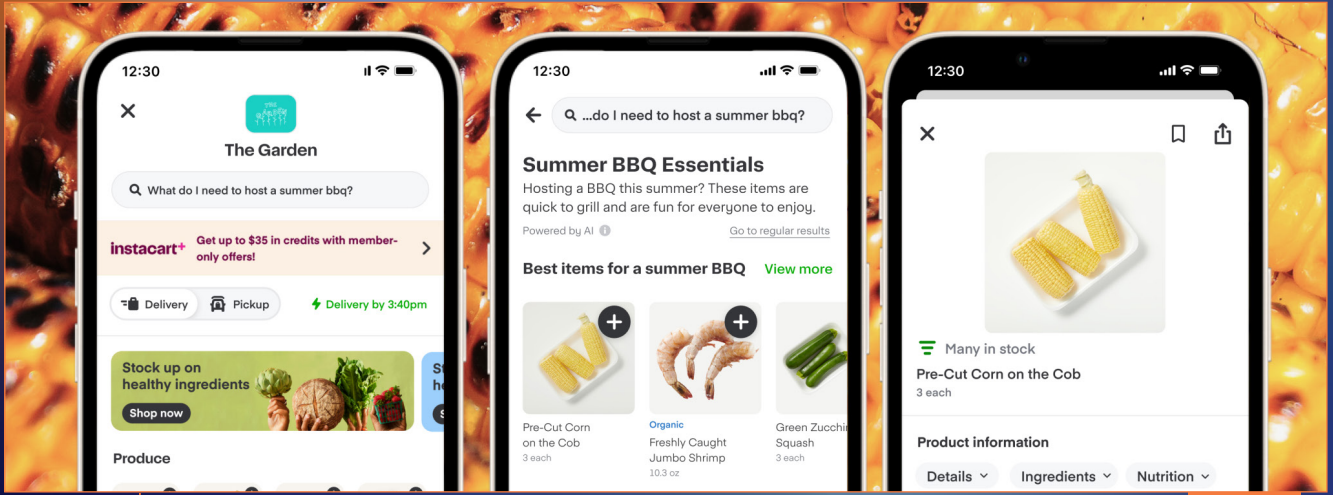 12:30
THE
GARDEN
The Garden
What do I need to host a summer bbq?
instacart+
Get up to $35 in credits with member-
only offers!
Delivery
Pickup
Delivery by 3:40pm
Stock up on
healthy ingredients
Shop now
Produce
12:30
...do I need to host a summer bbq?
Summer BBQ Essentials
Hosting a BBQ this summer? These items are
quick to grill and are fun for everyone to enjoy.
Powered by AI
Go to regular results
Best items for a summer BBQ
View more
Pre-Cut Corn
on the Cob
3 each
Organic
Freshly Caught
Jumbo Shrimp
10.3 oz
Green Zucchi
Squash
3 each
12:30
Many in stock
Pre-Cut Corn on the Cob
3 each
Product information
Details
Ingredients
Nutrition